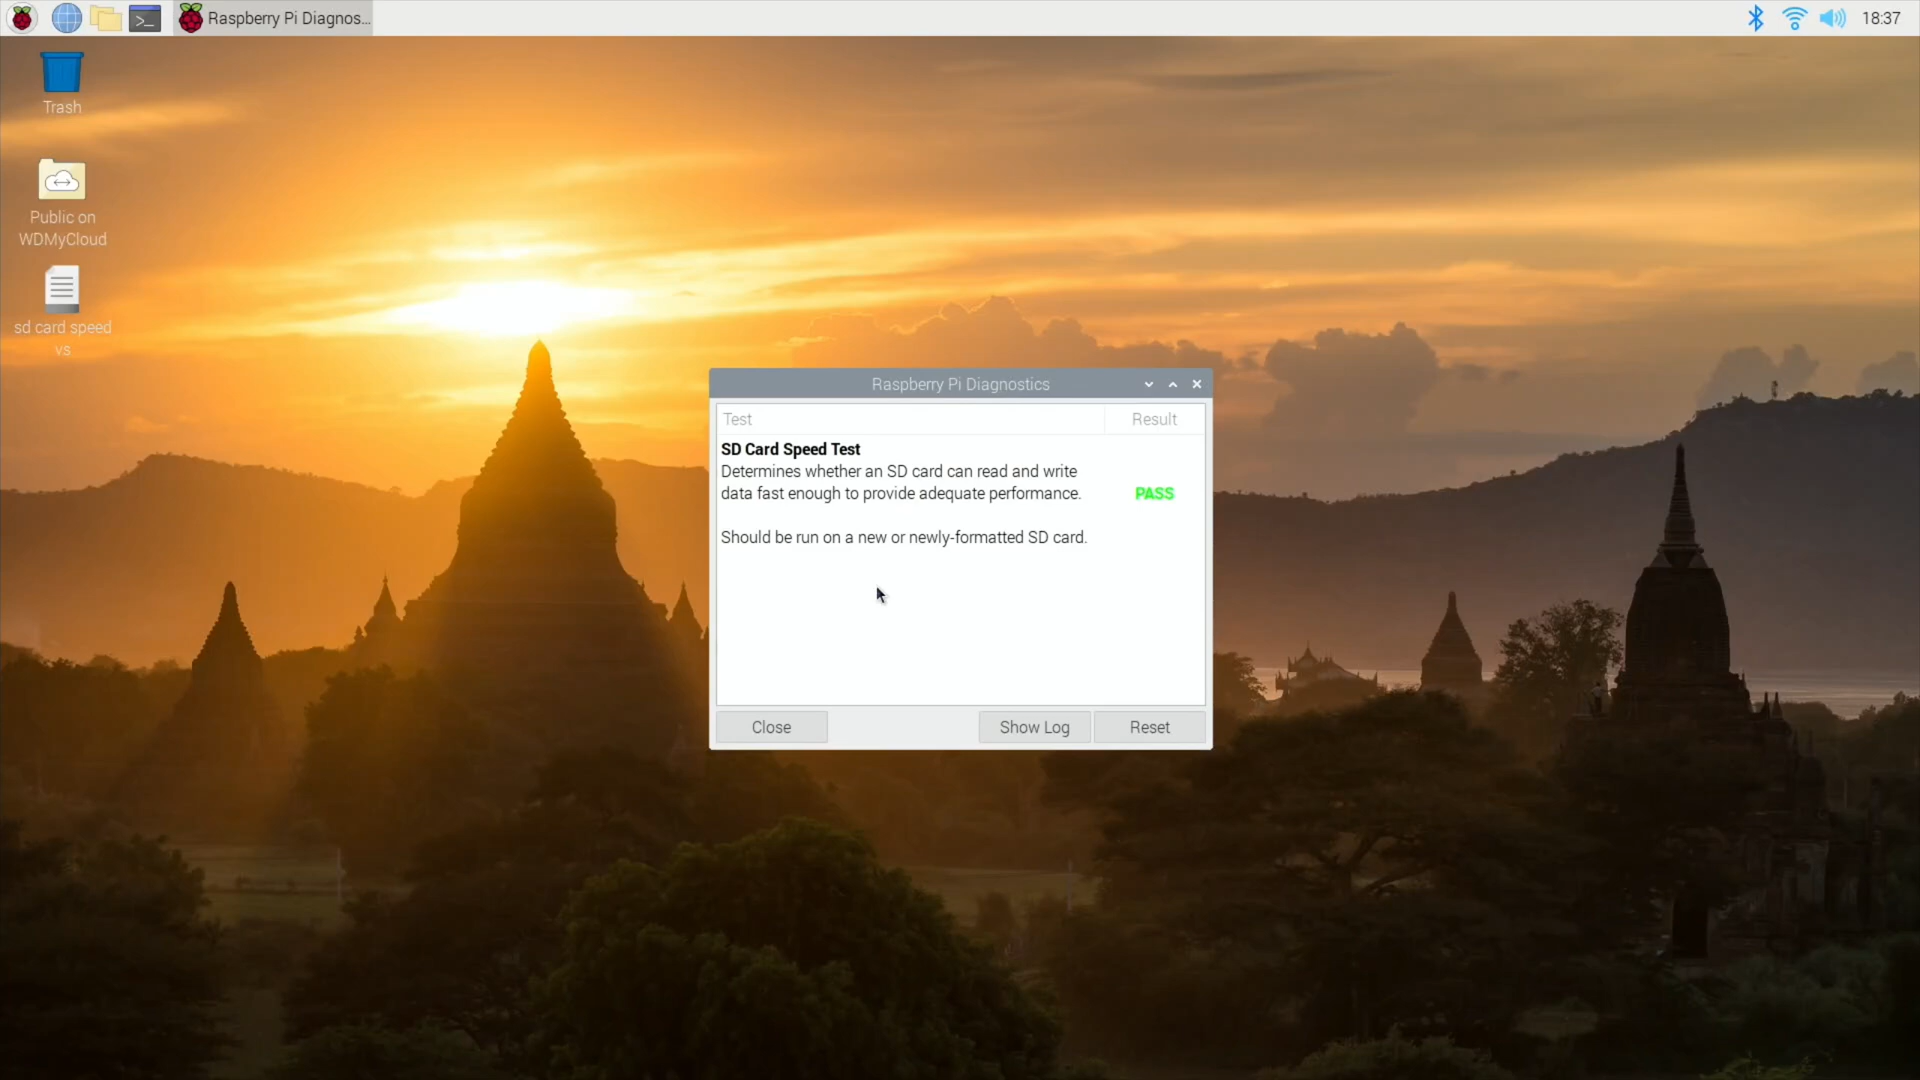 Raspberry Pi Diagnos...
18:37
Trash
Public on
WDMyCloud
sd card speed
vs
Raspberry Pi Diagnostics
Test Result
SD Card Speed Test
Determines whether an SD card can read and write
data fast enough to provide adequate performance. PASS
Should be run on a new or newly-formatted SD card.
Close Show Log Reset